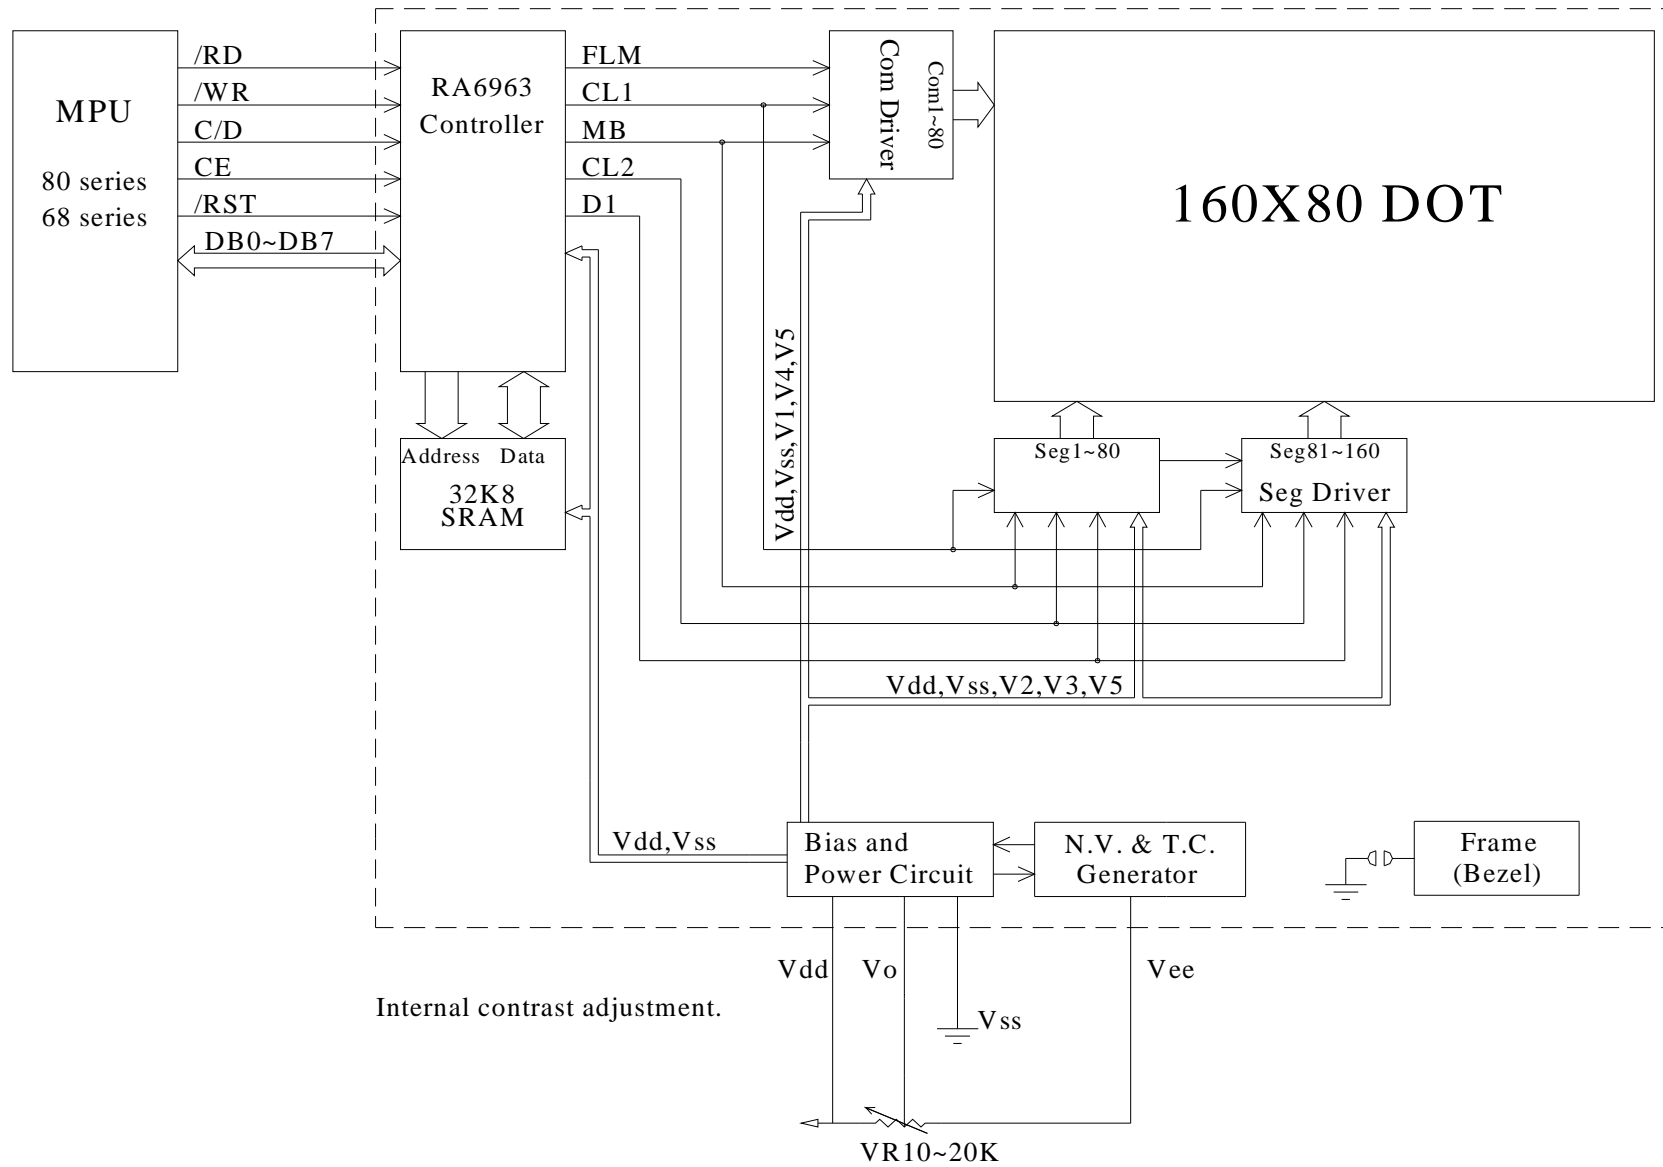 MPU
80 series
68 series
/RD
/WR
C/D
CE
/RST
DB0~DB7
RA6963
Controller
FLM
CL1
MB
CL2
D1
Com Driver
Com1~80
160X80 DOT
Address Data
32K8
SRAM
Vdd,Vss,V1,V4,V5
Seg1~80
Seg81~160
Seg Driver
Vdd,Vss,V2,V3,V5
Vdd,Vss
Bias and
Power Circuit
N.V. & T.C.
Generator
Frame
(Bezel)
Vdd
Vo
Vee
Internal contrast adjustment.
Vss
VR10~20K